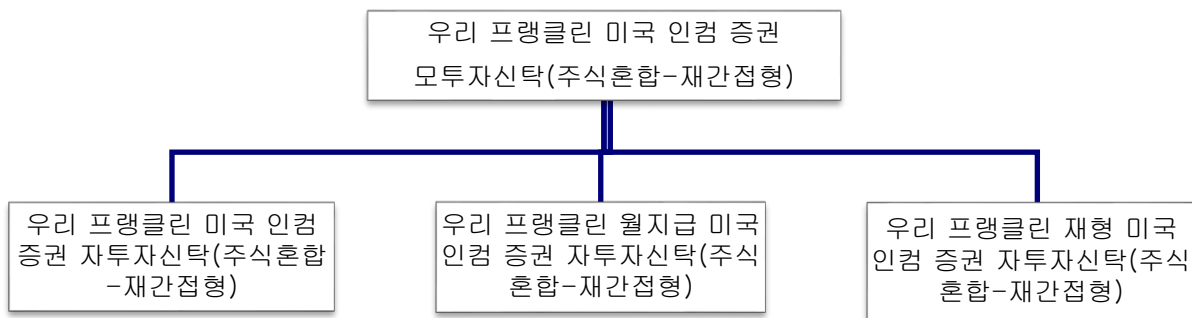 우리 프랭클린 미국 인컴 증권
모투자신탁(주식혼합-재간접형)
우리 프랭클린 미국 인컴
증권 자투자신탁(주식혼합
-재간접형)
우리 프랭클린 월지급 미국
인컴 증권 자투자신탁(주식
혼합-재간접형)
우리 프랭클린 재형 미국
인컴 증권 자투자신탁(주식
혼합-재간접형)